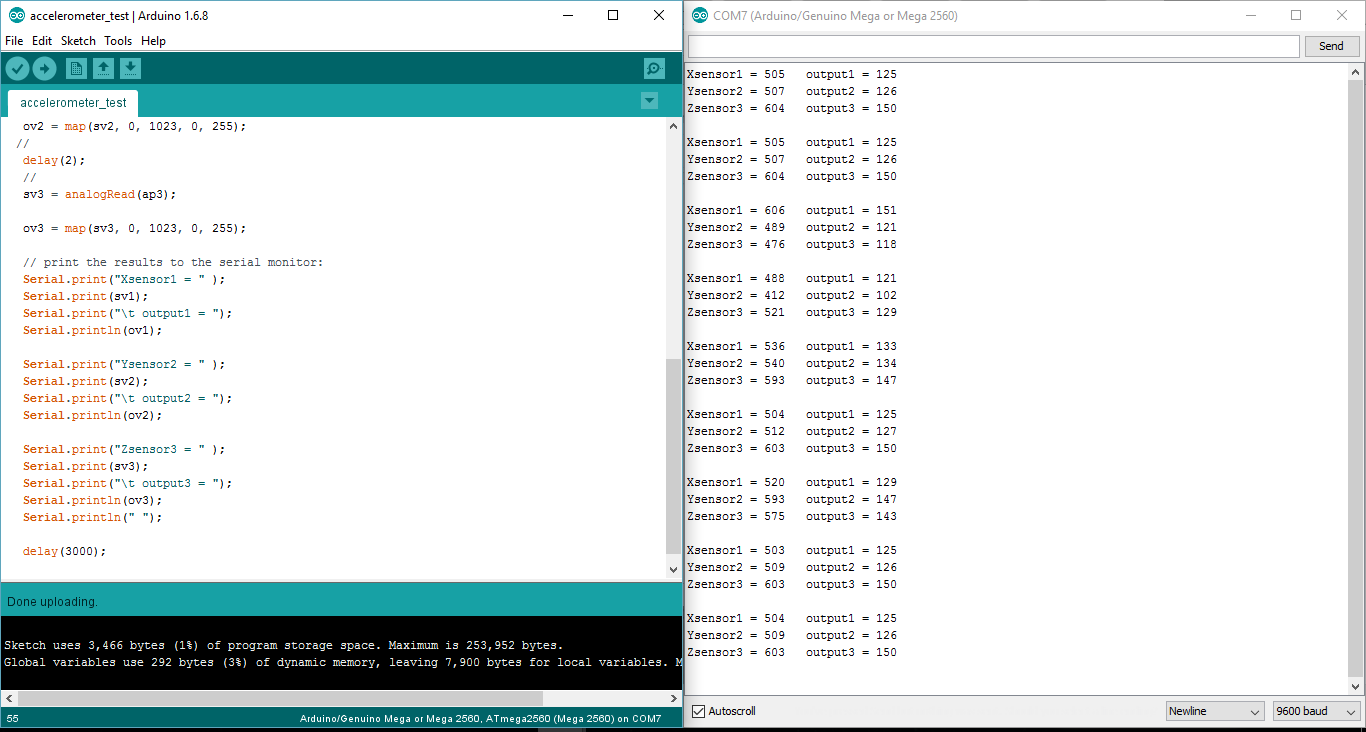 accelerometer_test | Arduino 1.6.8
File Edit Sketch Tools Help
accelerometer_test
ov2 = map(sv2, 0, 1023, 0, 255);
//
delay(2);
//
sv3 = analogRead(ap3);
ov3 = map(sv3, 0, 1023, 0, 255);
// print the results to the serial monitor:
Serial.print("Xsensor1 = " );
Serial.print(sv1);
Serial.print("\t output1 = ");
Serial.println(ov1);
Serial.print("Ysensor2 = " );
Serial.print(sv2);
Serial.print("\t output2 = ");
Serial.println(ov2);
Serial.print("Zsensor3 = " );
Serial.print(sv3);
Serial.print("\t output3 = ");
Serial.println(ov3);
Serial.println(" ");
delay(3000);
Done uploading.
Sketch uses 3,466 bytes (1%) of program storage space. Maximum is 253,952 bytes.
Global variables use 292 bytes (3%) of dynamic memory, leaving 7,900 bytes for local variables. M
55
Arduino/Genuino Mega or Mega 2560, ATmega2560 (Mega 2560) on COM7
COM7 (Arduino/Genuino Mega or Mega 2560)
Send
Xsensor1 = 505 output1 = 125
Ysensor2 = 507 output2 = 126
Zsensor3 = 604 output3 = 150
Xsensor1 = 505 output1 = 125
Ysensor2 = 507 output2 = 126
Zsensor3 = 604 output3 = 150
Xsensor1 = 606 output1 = 151
Ysensor2 = 489 output2 = 121
Zsensor3 = 476 output3 = 118
Xsensor1 = 488 output1 = 121
Ysensor2 = 412 output2 = 102
Zsensor3 = 521 output3 = 129
Xsensor1 = 536 output1 = 133
Ysensor2 = 540 output2 = 134
Zsensor3 = 593 output3 = 147
Xsensor1 = 504 output1 = 125
Ysensor2 = 512 output2 = 127
Zsensor3 = 603 output3 = 150
Xsensor1 = 520 output1 = 129
Ysensor2 = 593 output2 = 147
Zsensor3 = 575 output3 = 143
Xsensor1 = 503 output1 = 125
Ysensor2 = 509 output2 = 126
Zsensor3 = 603 output3 = 150
Xsensor1 = 504 output1 = 125
Ysensor2 = 509 output2 = 126
Zsensor3 = 603 output3 = 150
Autoscroll
Newline
9600 baud